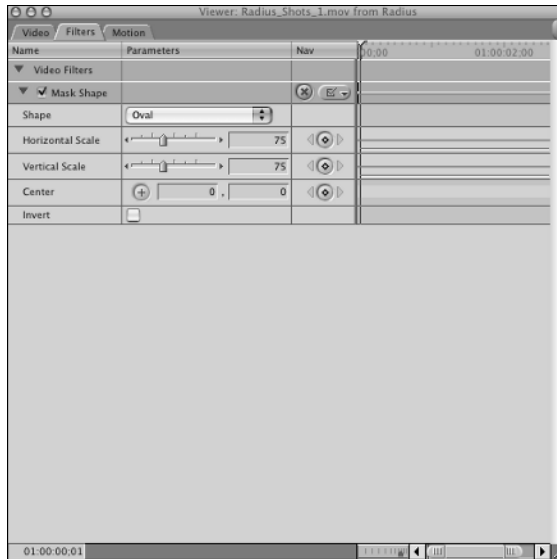 Viewer: Radius_Shots_1.mov from Radius
Video Filters Motion
Name Parameters Nav 00:00 01:00:02;00
Video Filters
Mask Shape
Shape Oval
Horizontal Scale 75
Vertical Scale 75
Center 0 , 0
Invert
01:00:00;01